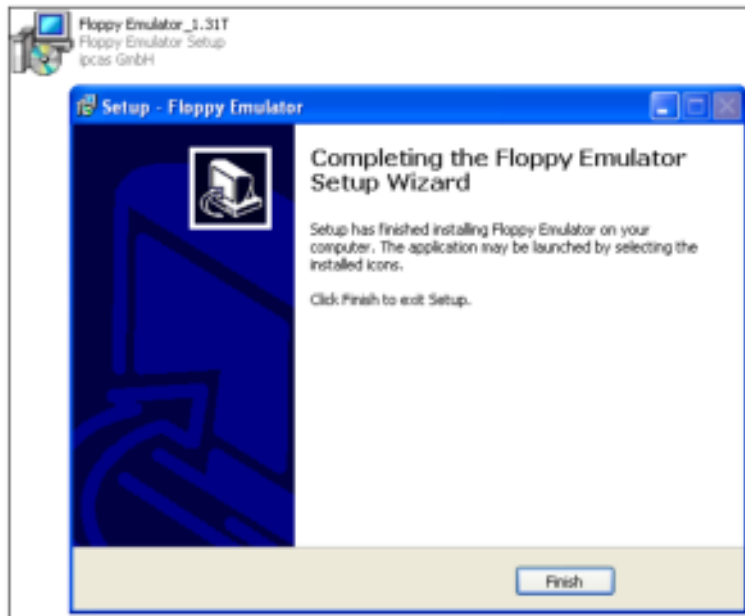 Floppy Emulator_1.31T
Floppy Emulator Setup
ipcas GmbH
Setup - Floppy Emulator
Completing the Floppy Emulator
Setup Wizard
Setup has finished installing Floppy Emulator on your
computer. The application may be launched by selecting the
installed icons.
Click Finish to exit Setup.
Finish